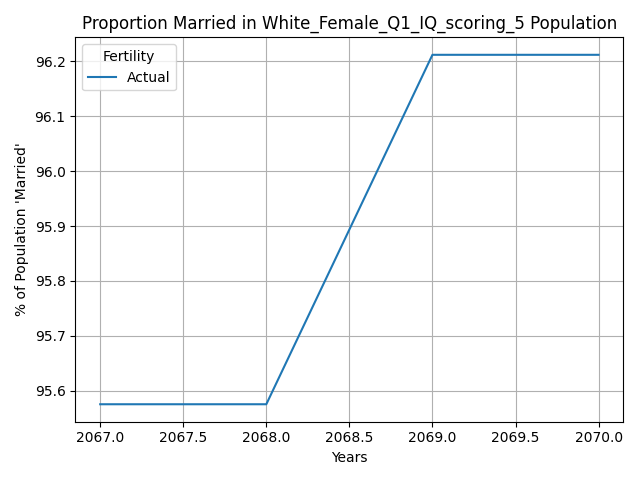 Proportion Married in White_Female_Q1_IQ_scoring_5 Population
Fertility
Actual
% of Population 'Married'
96.2
96.1
96.0
95.9
95.8
95.7
95.6
2067.0 2067.5 2068.0 2068.5 2069.0 2069.5 2070.0
Years